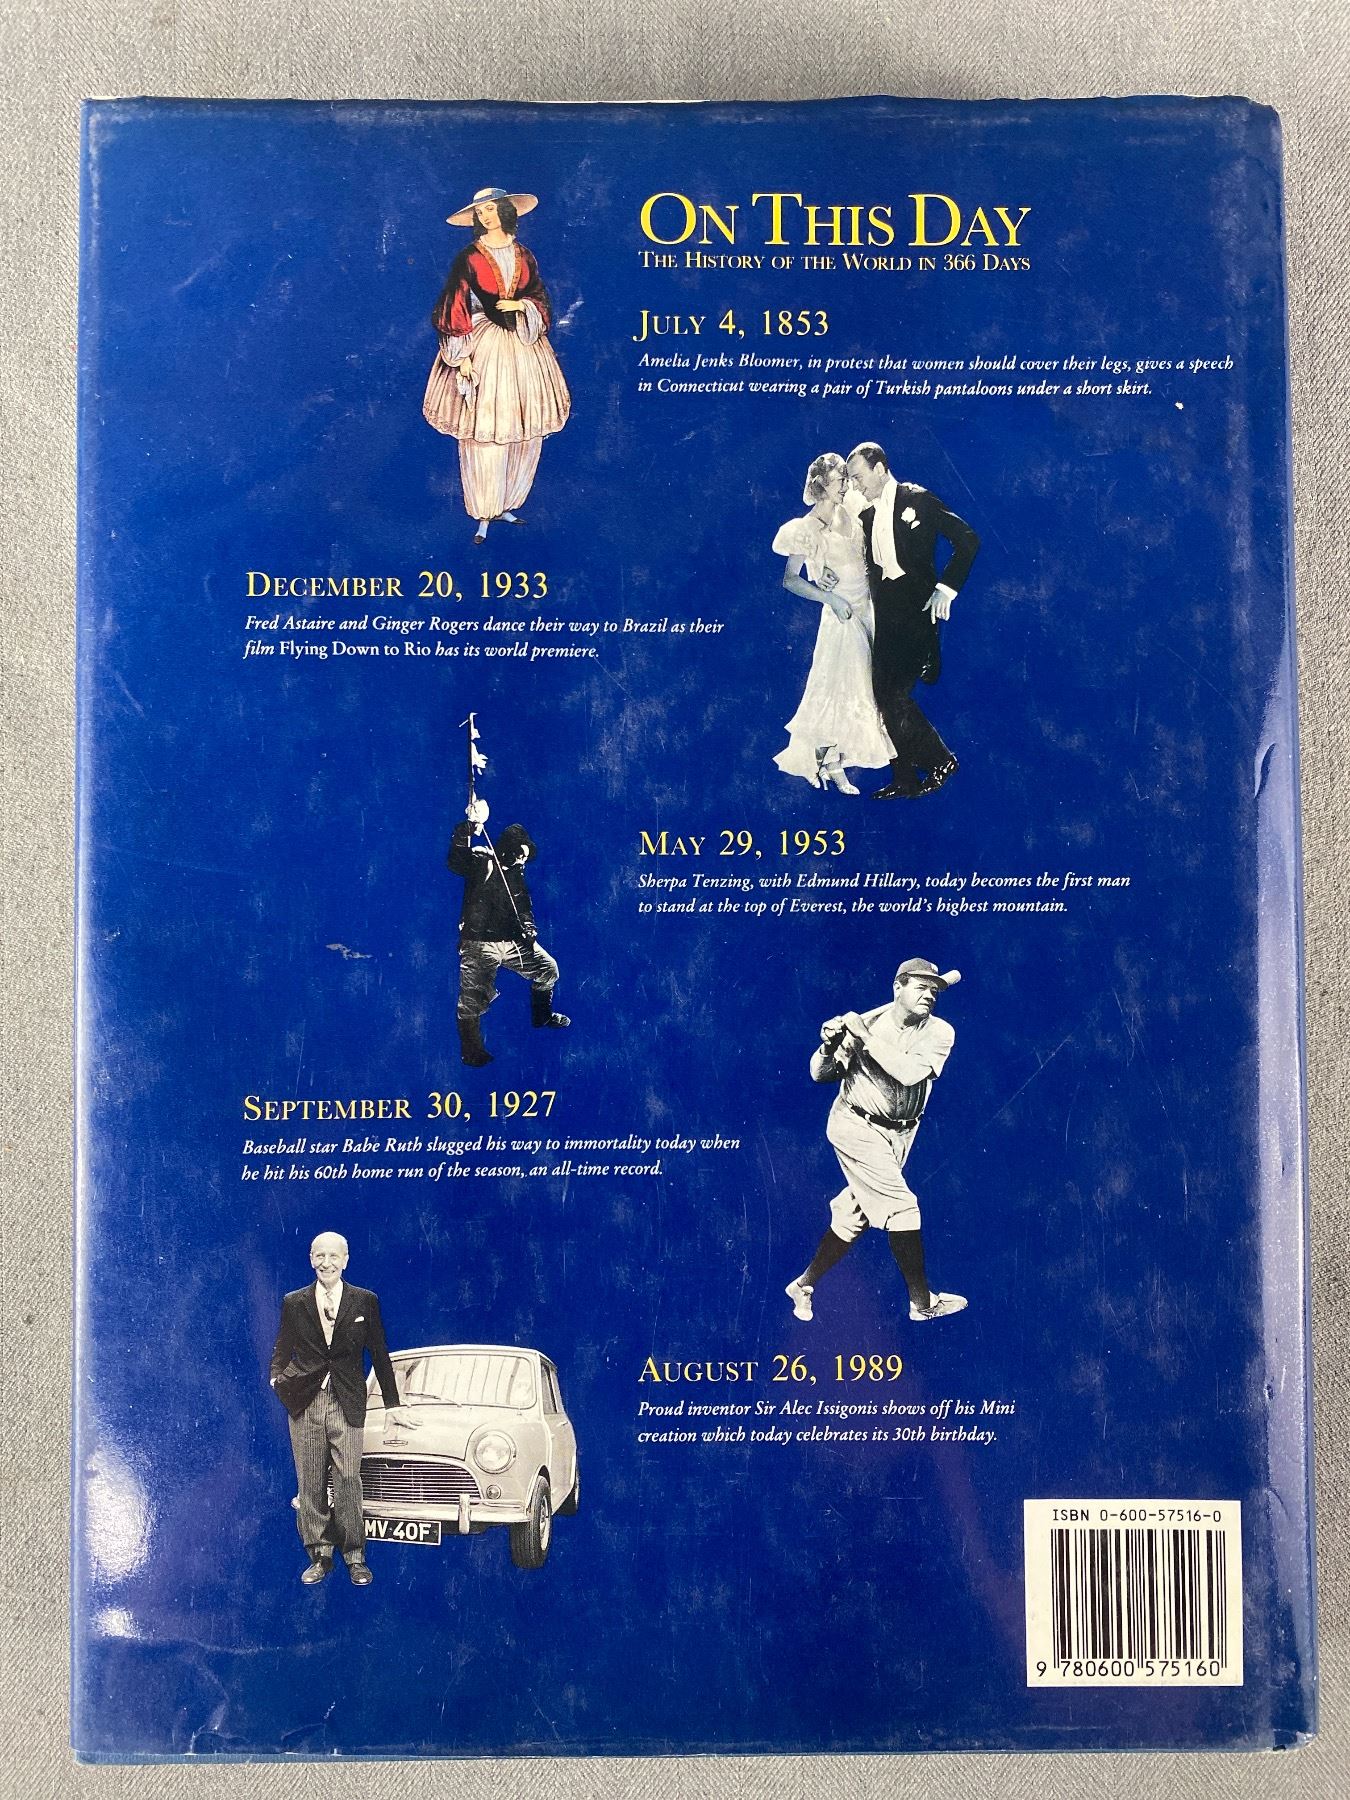 ON THIS DAY
THE HISTORY OF THE WORLD IN 366 DAYS
JULY 4, 1853
Amelia Jenks Bloomer, in protest that women should cover their legs, gives a speech
in Connecticut wearing a pair of Turkish pantaloons under a short skirt.
DECEMBER 20, 1933
Fred Astaire and Ginger Rogers dance their way to Brazil as their
film Flying Down to Rio has its world premiere.
MAY 29, 1953
Sherpa Tenzing, with Edmund Hillary, today becomes the first man
to stand at the top of Everest, the world's highest mountain.
SEPTEMBER 30, 1927
Baseball star Babe Ruth slugged his way to immortality today when
he hit his 60th home run of the season, an all-time record.
AUGUST 26, 1989
Proud inventor Sir Alec Issigonis shows off his Mini
creation which today celebrates its 30th birthday.
MV 40F
ISBN 0-600-57516-0
9 780600 575160